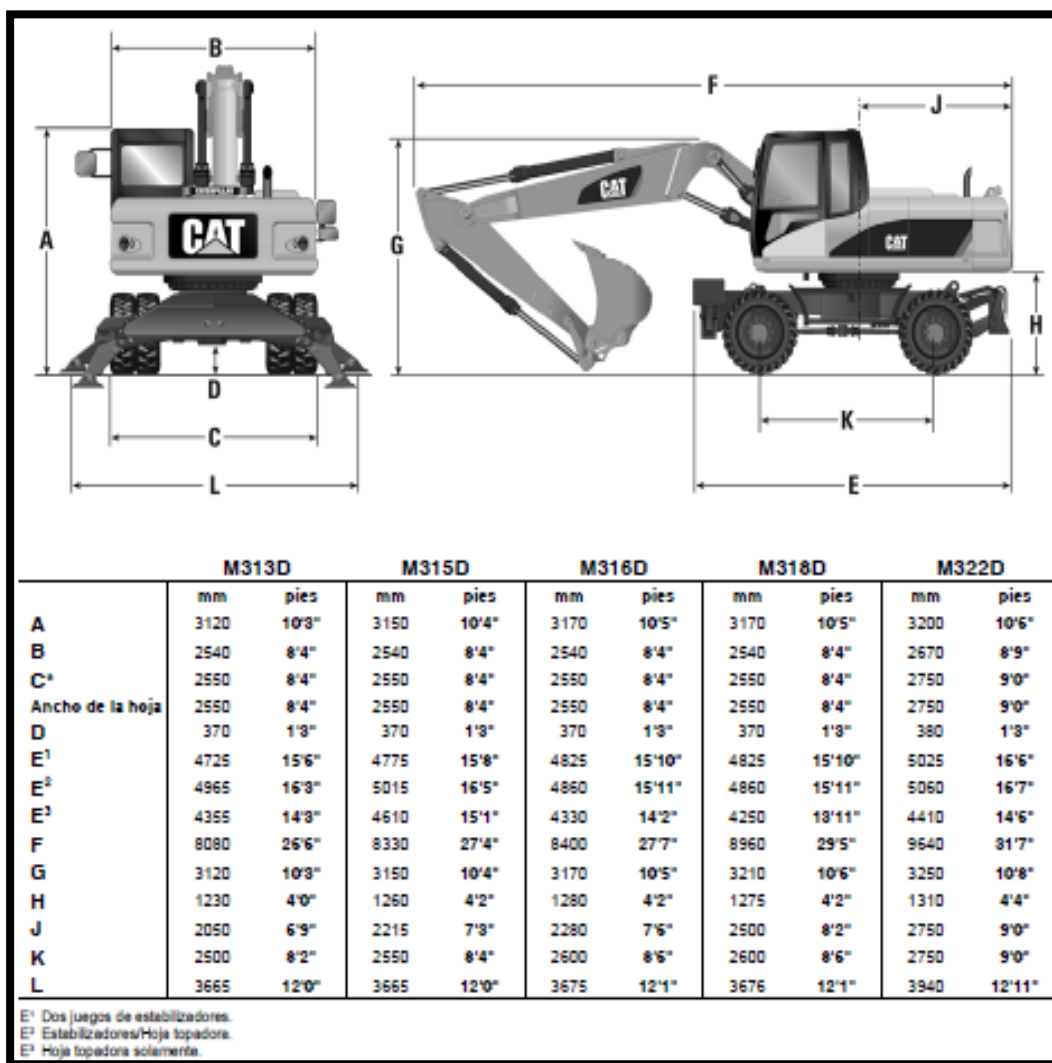 B
F
J
A
G
CAT
CAT
CAT
H
D
C
K
L
E
M313D M315D M316D M318D M322D
mm pies mm pies mm pies mm pies mm pies
A 3120 10'3" 3150 10'4" 3170 10'5" 3170 10'5" 3200 10'6"
B 2540 8'4" 2540 8'4" 2540 8'4" 2540 8'4" 2670 8'9"
C* 2550 8'4" 2550 8'4" 2550 8'4" 2550 8'4" 2750 9'0"
Ancho de la hoja 2550 8'4" 2550 8'4" 2550 8'4" 2550 8'4" 2750 9'0"
D 370 1'3" 370 1'3" 370 1'3" 370 1'3" 380 1'3"
E¹ 4725 15'6" 4775 15'8" 4825 15'10" 4825 15'10" 5025 16'6"
E² 4965 16'3" 5015 16'5" 4860 15'11" 4860 15'11" 5060 16'7"
E³ 4355 14'3" 4610 15'1" 4330 14'2" 4250 13'11" 4410 14'6"
F 8080 26'6" 8330 27'4" 8400 27'7" 8960 29'5" 9640 31'7"
G 3120 10'3" 3150 10'4" 3170 10'5" 3210 10'6" 3250 10'8"
H 1230 4'0" 1260 4'2" 1280 4'2" 1275 4'2" 1310 4'4"
J 2050 6'9" 2215 7'3" 2280 7'6" 2500 8'2" 2750 9'0"
K 2500 8'2" 2550 8'4" 2600 8'6" 2600 8'6" 2750 9'0"
L 3665 12'0" 3665 12'0" 3675 12'1" 3676 12'1" 3940 12'11"
E¹ Dos juegos de estabilizadores.
E² Estabilizadores/Hoja topadora.
E³ Hoja topadora solamente.